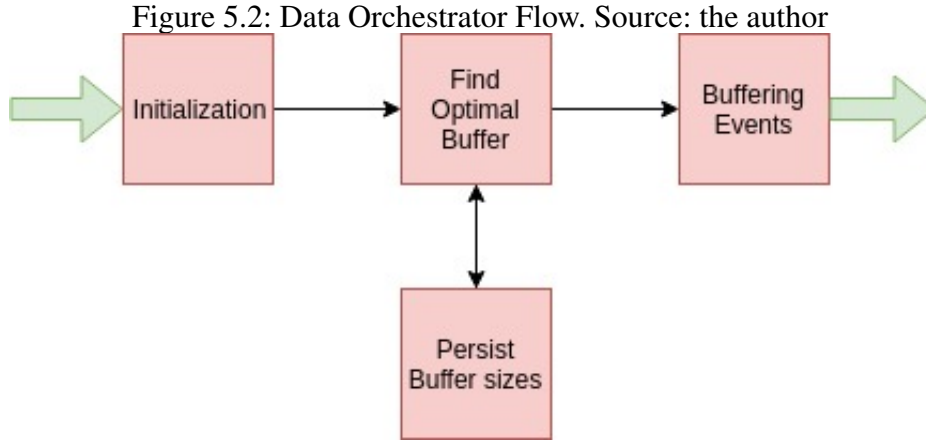 Figure 5.2: Data Orchestrator Flow. Source: the author
Initialization
Find
Optimal
Buffer
Buffering
Events
Persist
Buffer sizes